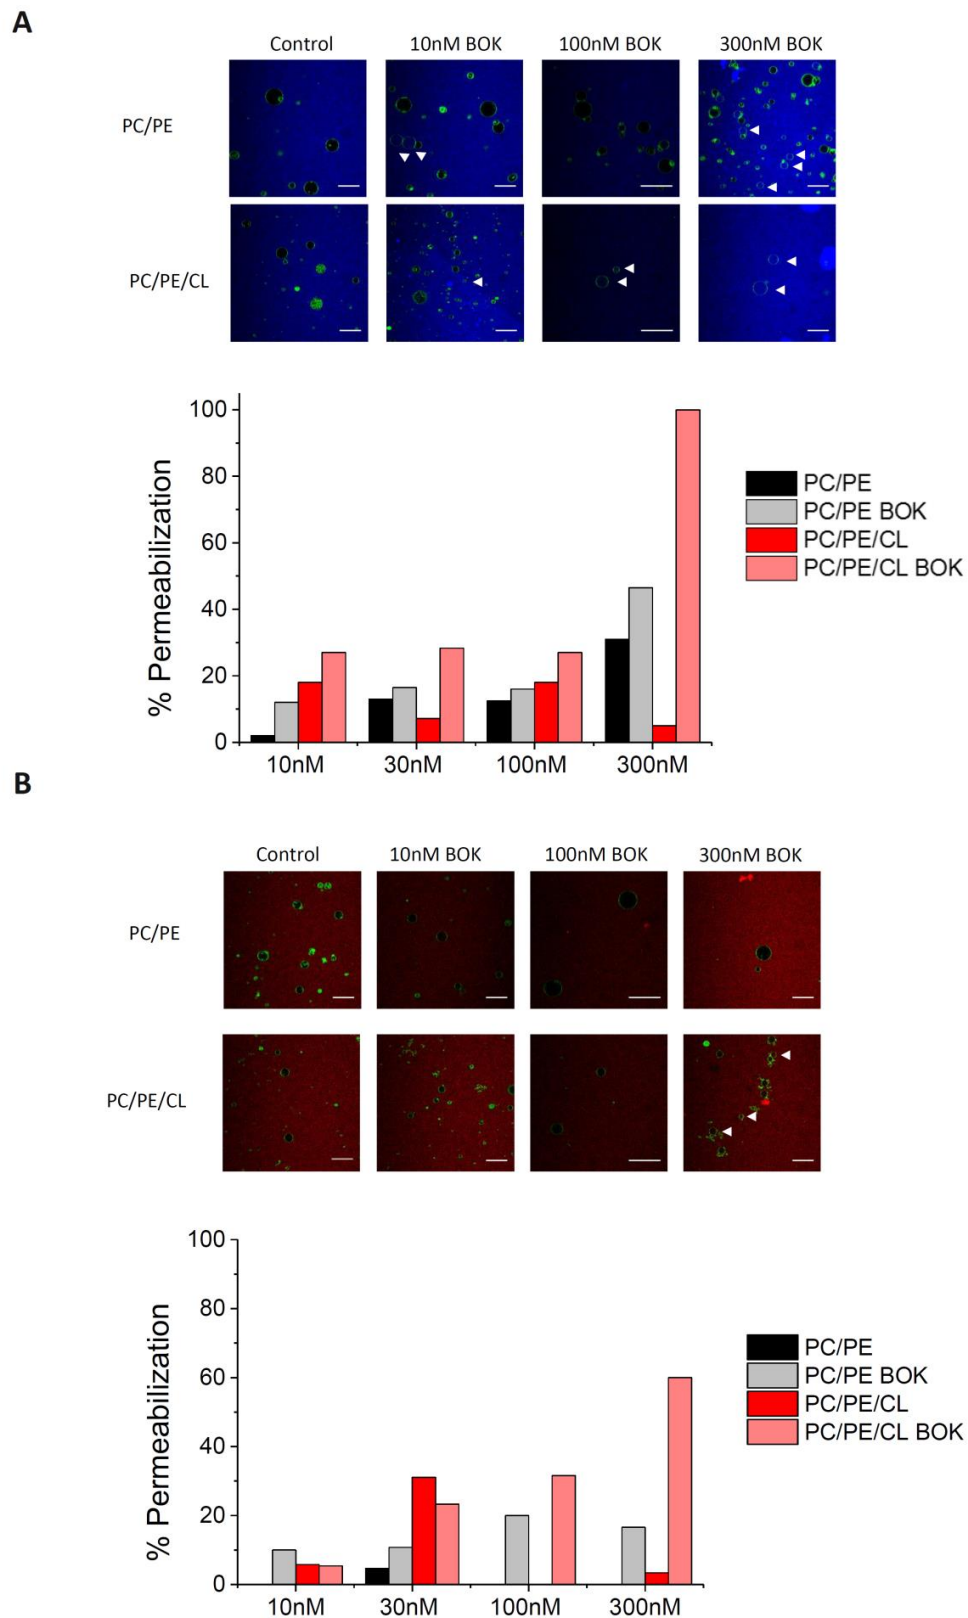 A
Control 10nM BOK 100nM BOK 300nM BOK
PC/PE
PC/PE/CL
% Permeabilization
100
80
60
40
20
0
10nM 30nM 100nM 300nM
PC/PE
PC/PE BOK
PC/PE/CL
PC/PE/CL BOK
B
Control 10nM BOK 100nM BOK 300nM BOK
PC/PE
PC/PE/CL
% Permeabilization
100
80
60
40
20
0
10nM 30nM 100nM 300nM
PC/PE
PC/PE BOK
PC/PE/CL
PC/PE/CL BOK